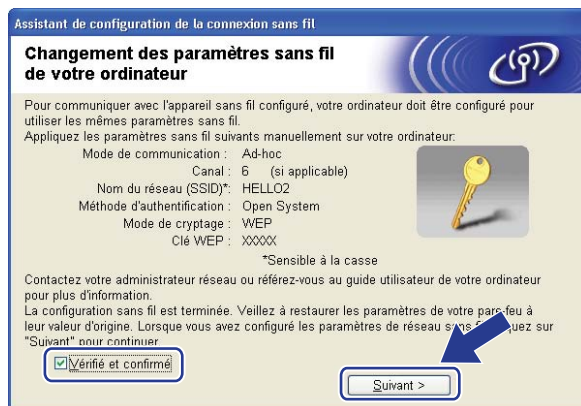 Assistant de configuration de la connexion sans fil
Changement des paramètres sans fil
de votre ordinateur
Pour communiquer avec l'appareil sans fil configuré, votre ordinateur doit être configuré pour
utiliser les mêmes paramètres sans fil.
Appliquez les paramètres sans fil suivants manuellement sur votre ordinateur:
Mode de communication : Ad-hoc
Canal : 6 (si applicable)
Nom du réseau (SSID)*: HELLO2
Méthode d'authentification : Open System
Mode de cryptage : WEP
Clé WEP : XXXXX
*Sensible à la casse
Contactez votre administrateur réseau ou référez-vous au guide utilisateur de votre ordinateur
pour plus d'information.
La configuration sans fil est terminée. Veillez à restaurer les paramètres de votre pare-feu à
leur valeur d'origine. Lorsque vous avez configuré les paramètres de réseau sans sur
"Suivant" pour continuer.
Vérifié et confirmé
Suivant >